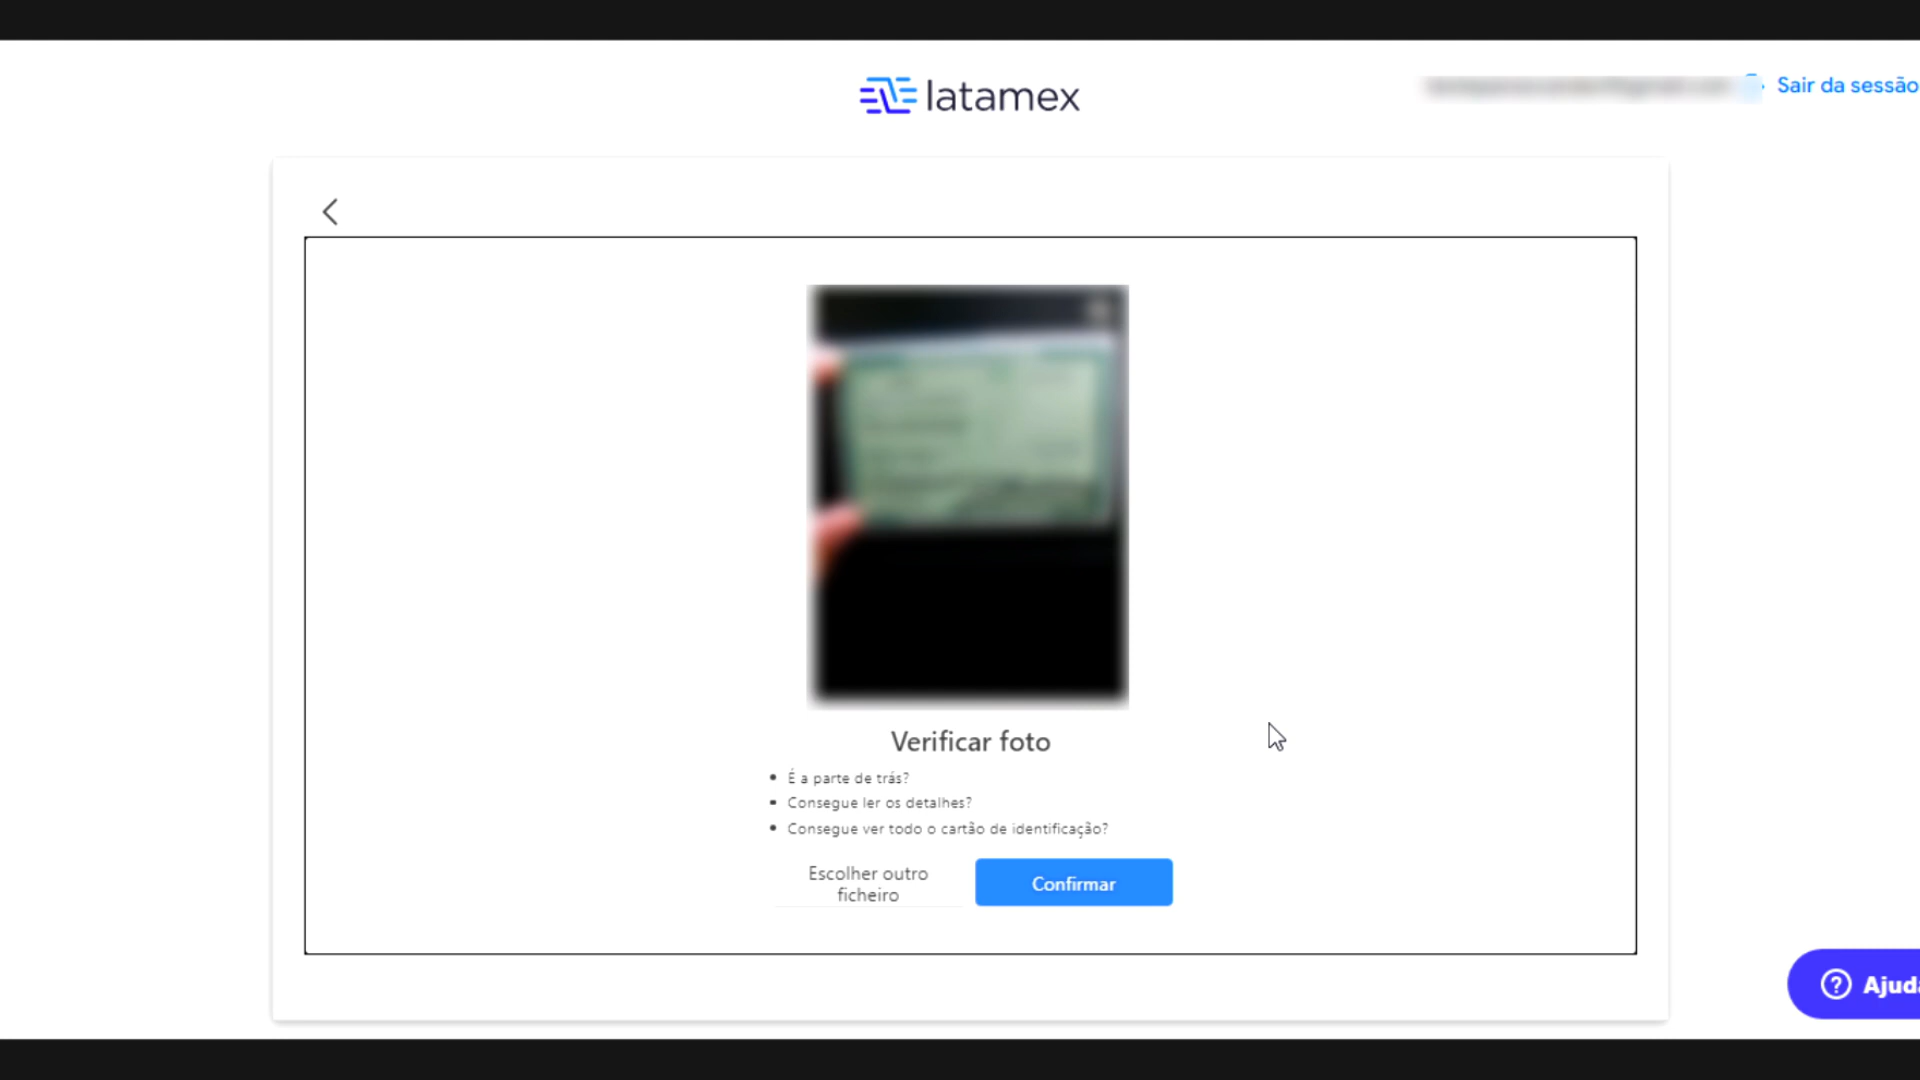 latamex
Sair da sessão
Verificar foto
É a parte de trás?
Consegue ler os detalhes?
Consegue ver todo o cartão de identificação?
Escolher outro
ficheiro
Confirmar
? Ajuda